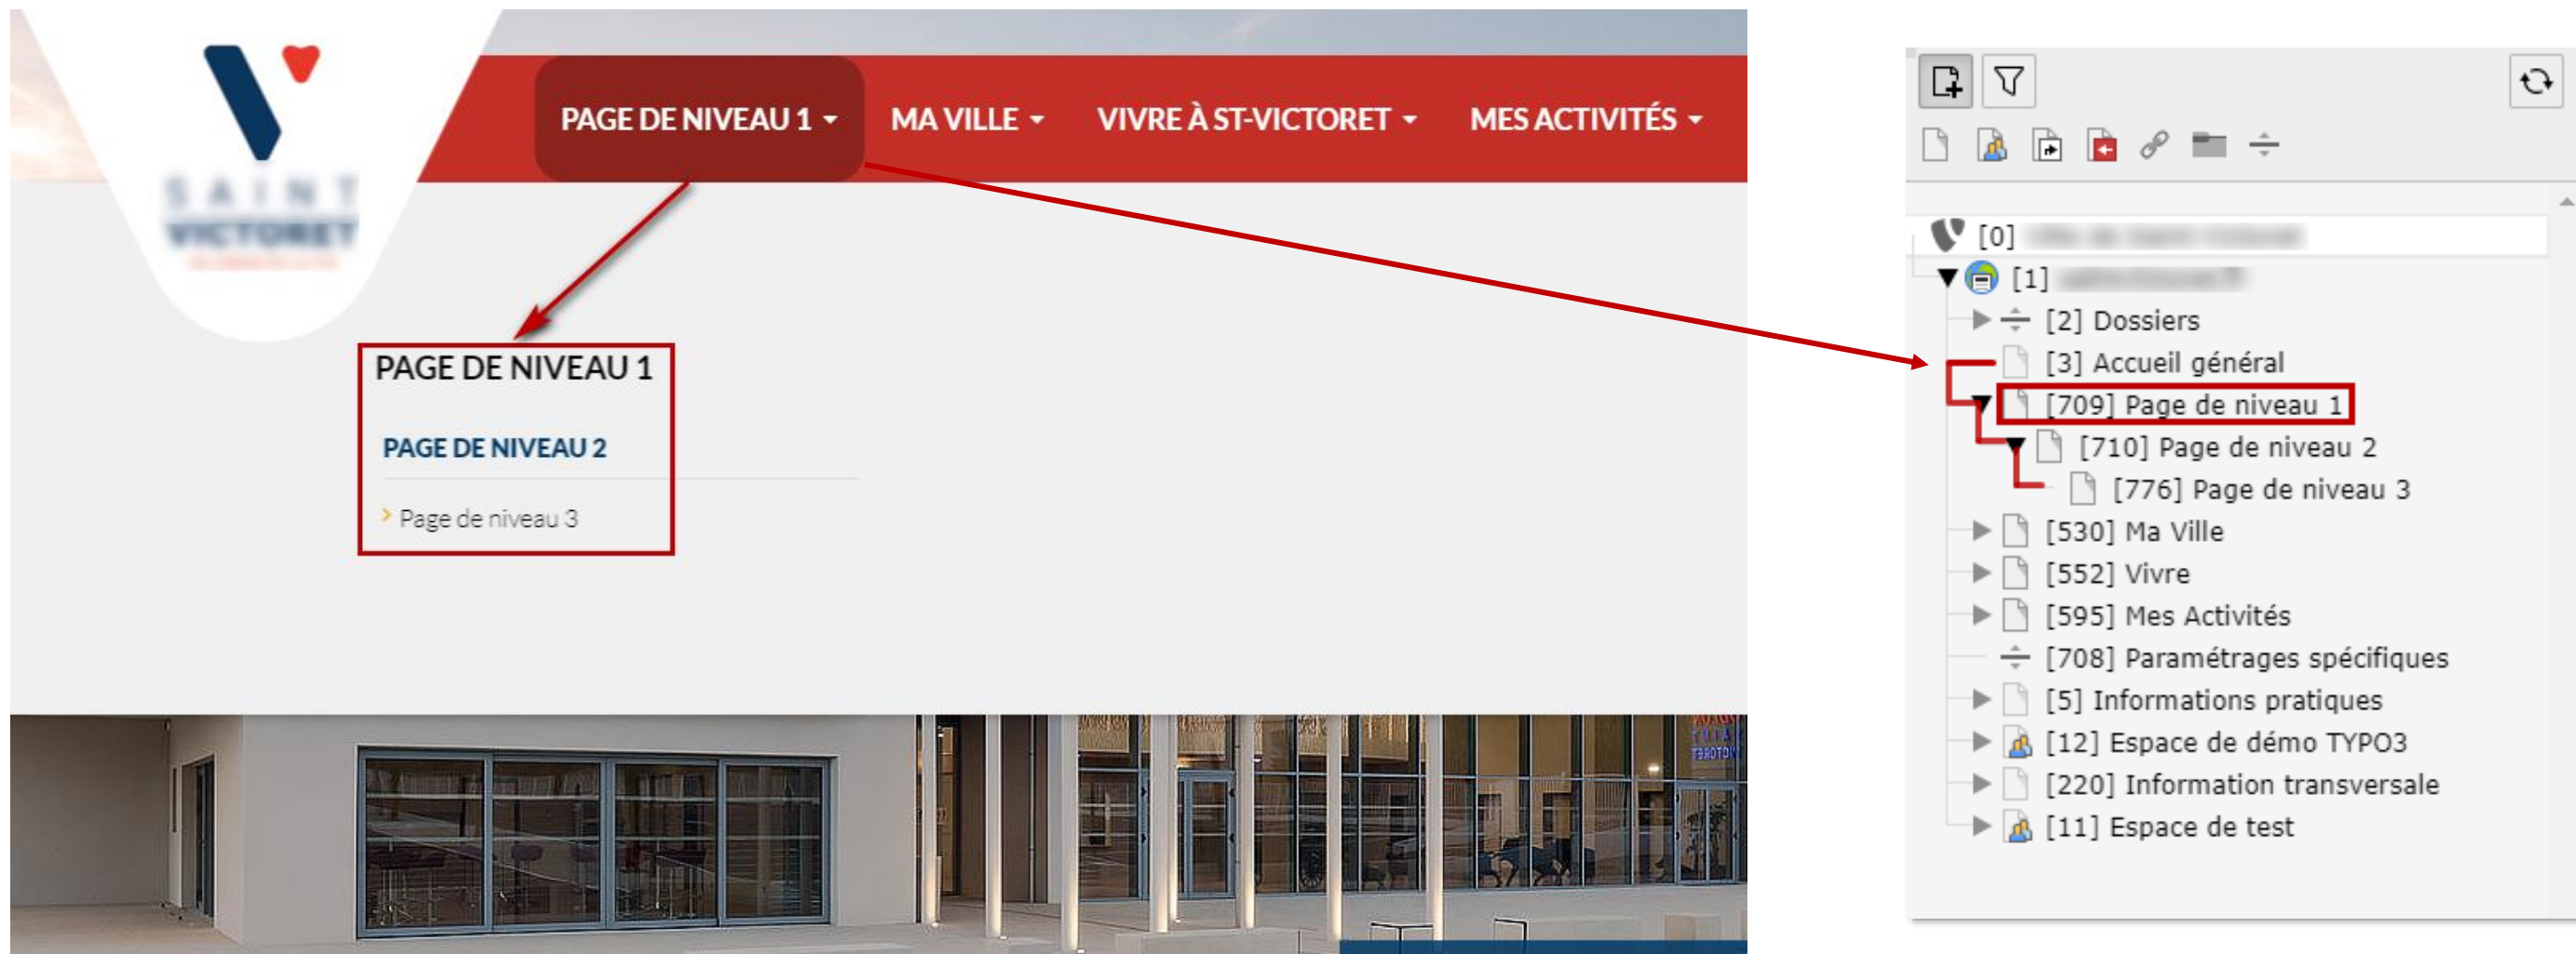 PAGE DE NIVEAU 1
MA VILLE
VIVRE À ST-VICTORET
MES ACTIVITÉS
SAINT
VICTORET
PAGE DE NIVEAU 1
PAGE DE NIVEAU 2
Page de niveau 3
[0]
[1]
[2] Dossiers
[3] Accueil général
[709] Page de niveau 1
[710] Page de niveau 2
[776] Page de niveau 3
[530] Ma Ville
[552] Vivre
[595] Mes Activités
[708] Paramétrages spécifiques
[5] Informations pratiques
[12] Espace de démo TYPO3
[220] Information transversale
[11] Espace de test